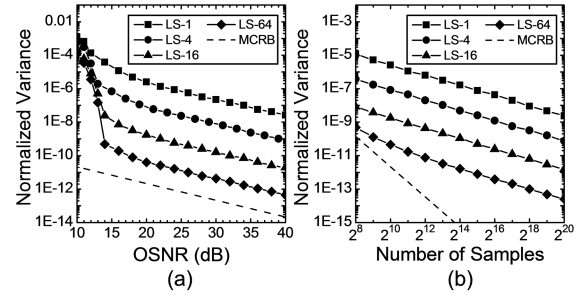 0.01
1E-4
1E-6
1E-8
1E-10
1E-12
1E-14
Normalized Variance
LS-1
LS-4
LS-16
LS-64
MCRB
10 15 20 25 30 35 40
OSNR (dB)
(a)
1E-3
1E-5
1E-7
1E-9
1E-11
1E-13
1E-15
Normalized Variance
LS-1
LS-4
LS-16
LS-64
MCRB
2^8 2^10 2^12 2^14 2^16 2^18 2^20
Number of Samples
(b)